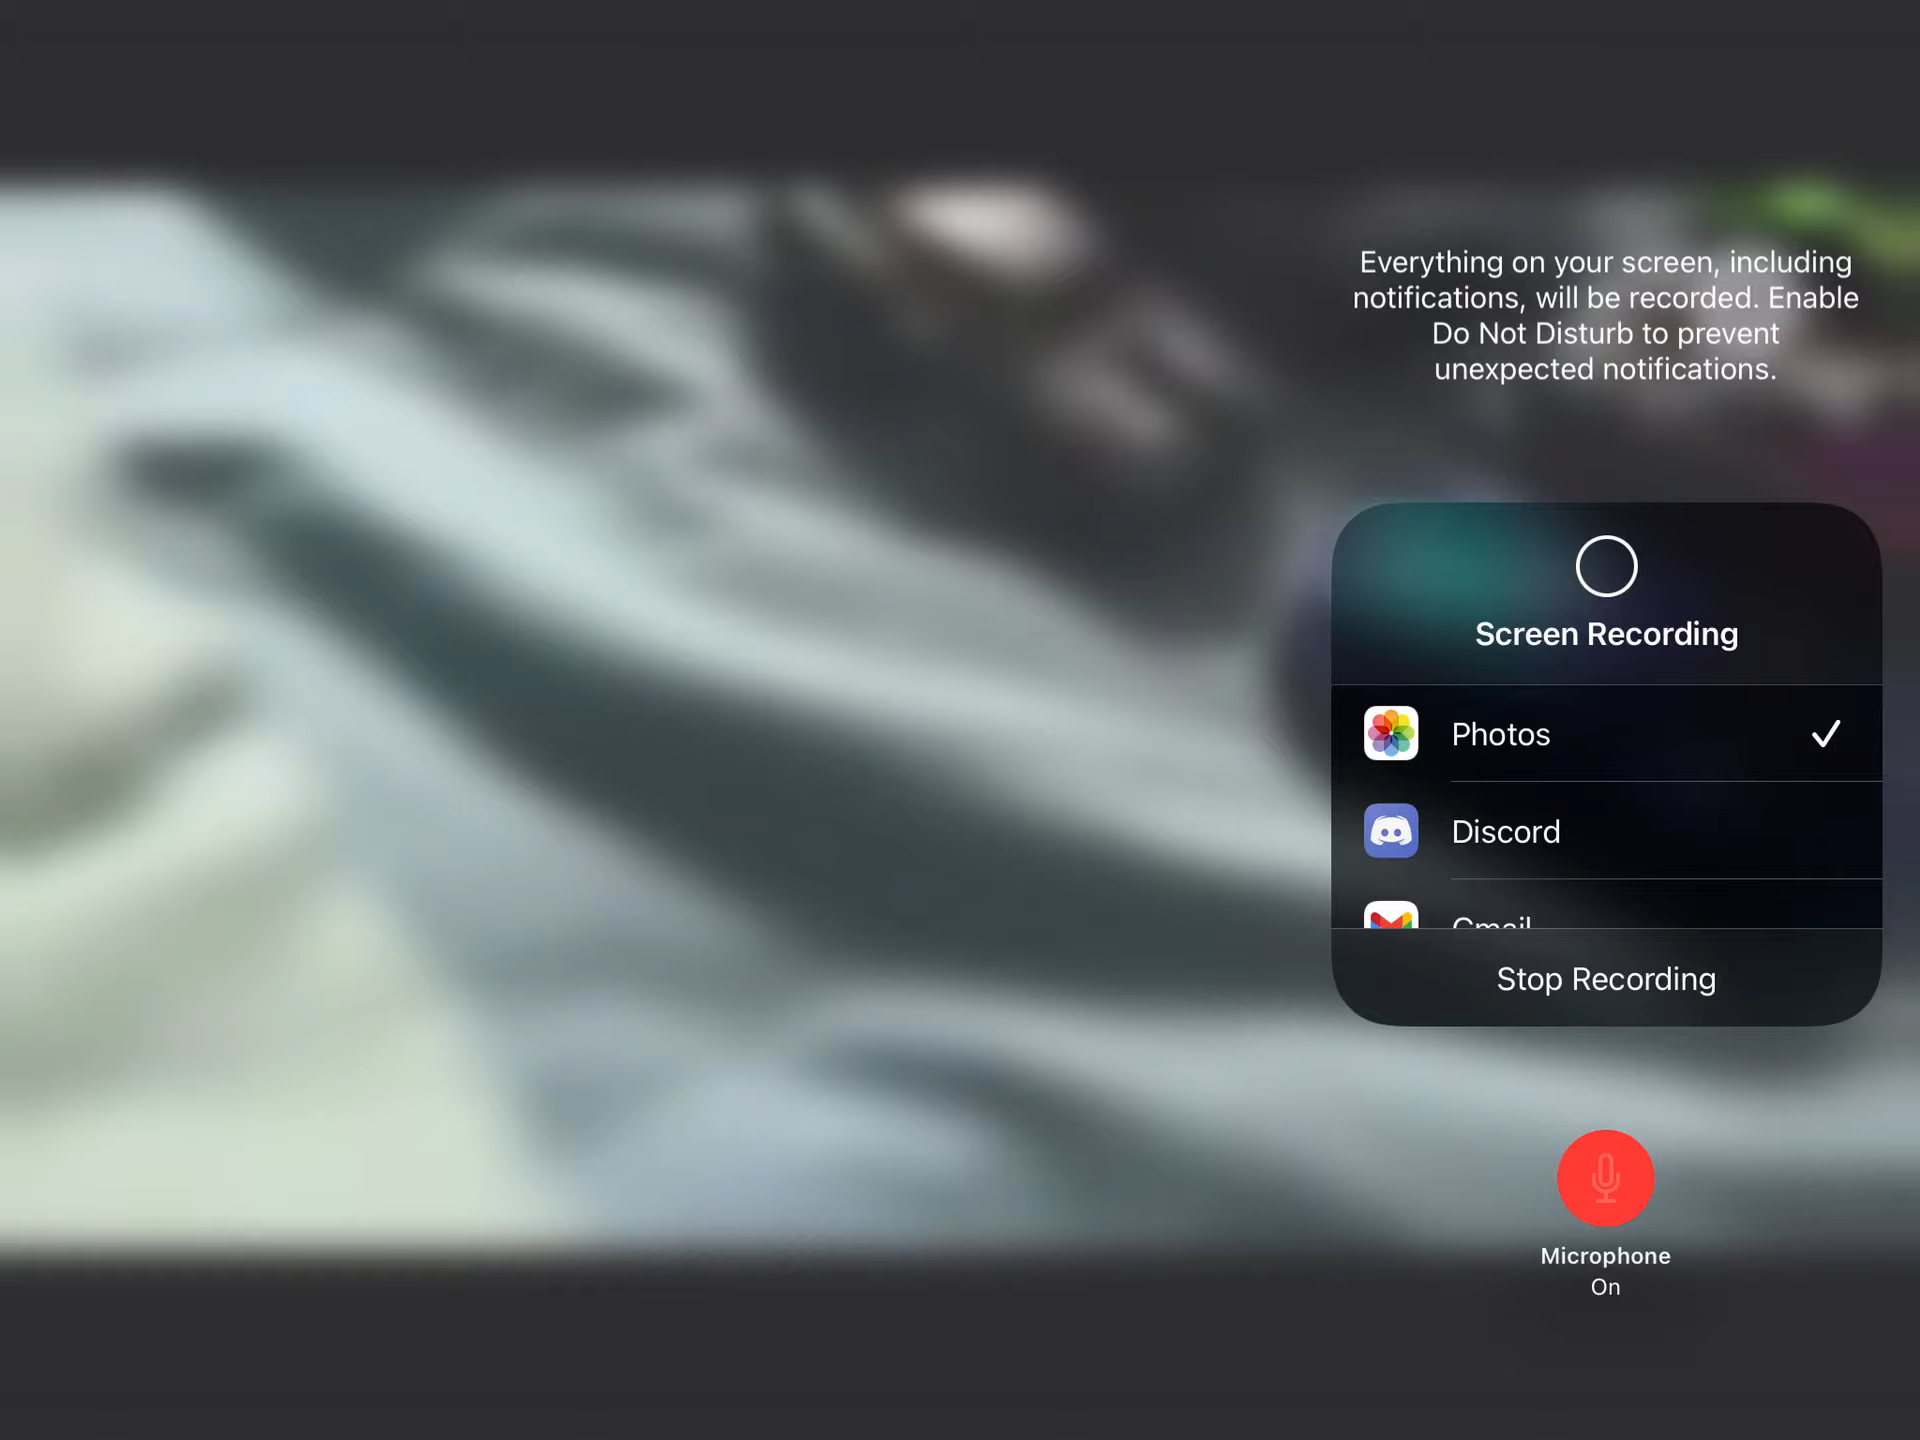 Everything on your screen, including
notifications, will be recorded. Enable
Do Not Disturb to prevent
unexpected notifications.
Screen Recording
Photos
Discord
Gmail
Stop Recording
Microphone
On